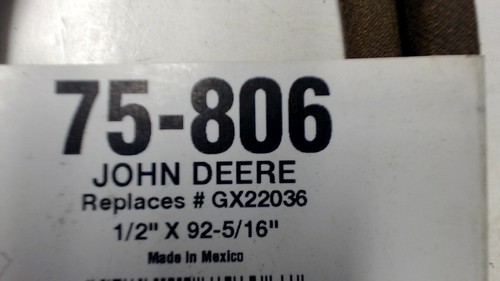 75-806
JOHN DEERE
Replaces # GX22036
1/2" X 92-5/16"
Made in Mexico